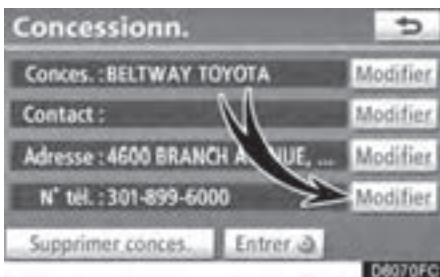 Concessionn.
Conces. :BELTWAY TOYOTA Modifier
Contact : Modifier
Adresse :4600 BRANCH A NUE, ... Modifier
N° tél. :301-899-6000 Modifier
Supprimer conces. Entrer
D6070FC